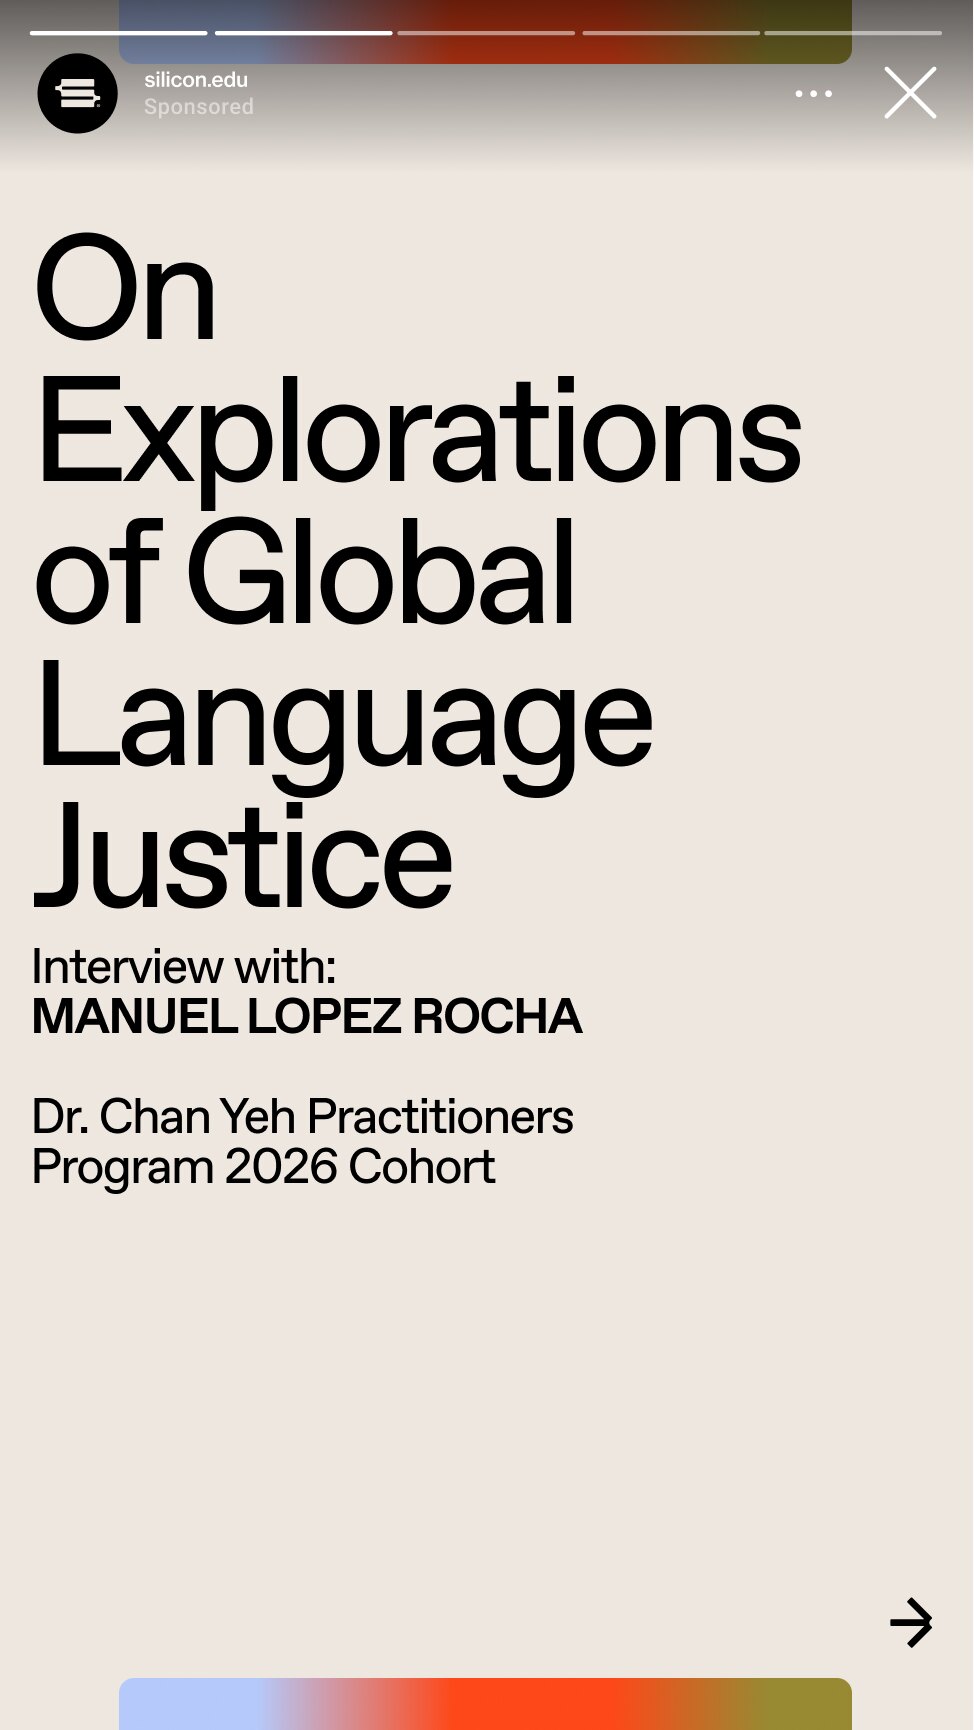 silicon.edu
Sponsored
On
Explorations
of Global
Language
Justice
Interview with:
MANUEL LOPEZ ROCHA
Dr. Chan Yeh Practitioners
Program 2026 Cohort